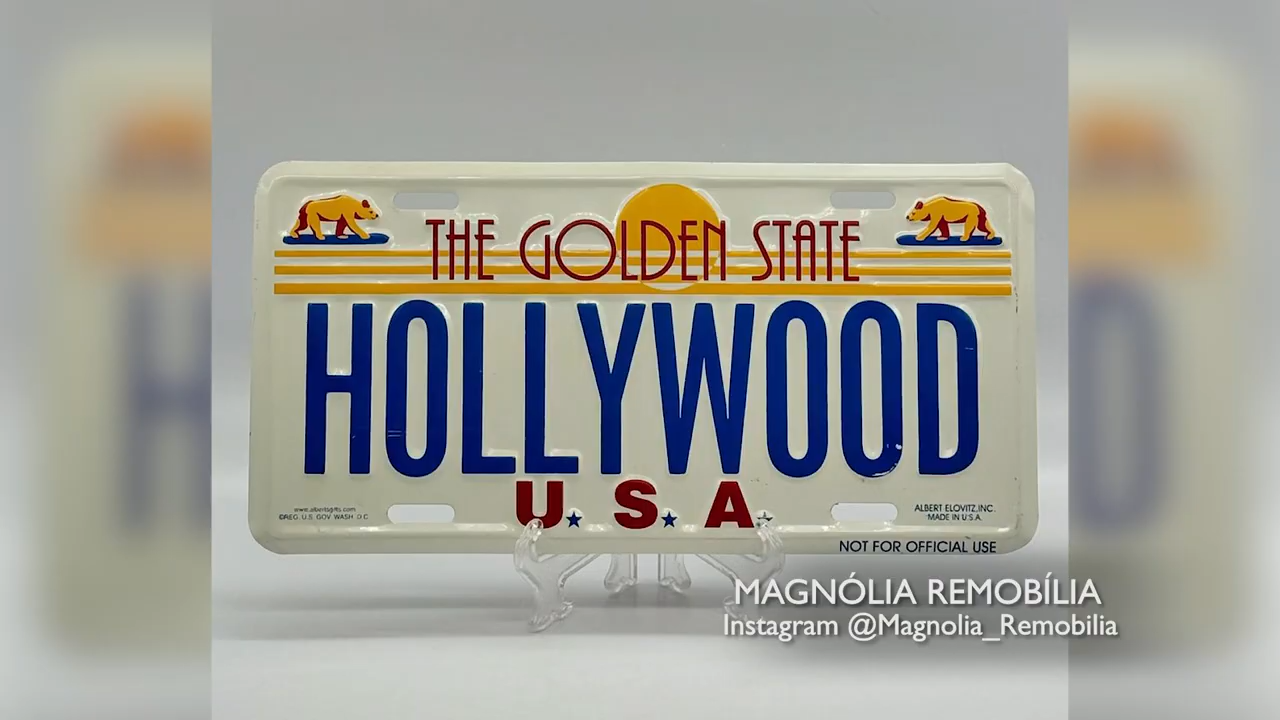 THE GOLDEN STATE
HOLLYWOOD
U.S.A.
www.albertsgifts.com
©REG. U.S. GOV. WASH. D.C.
ALBERT ELOVITZ, INC.
MADE IN U.S.A.
NOT FOR OFFICIAL USE
MAGNÓLIA REMOBÍLIA
Instagram @Magnolia_Remobilia